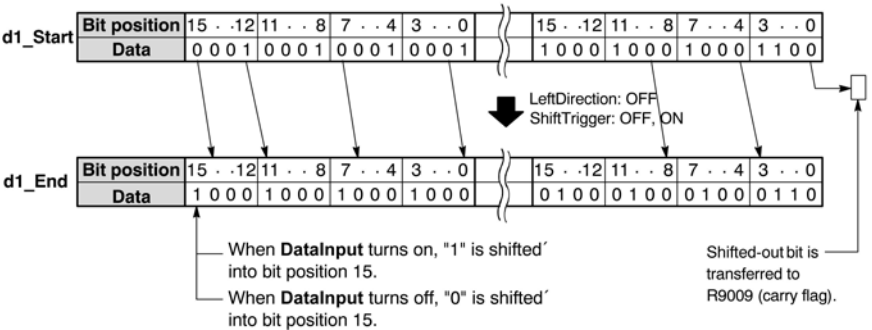 d1_Start
Bit position 15 · · 12 11 · · 8 7 · · 4 3 · · 0 15 · · 12 11 · · 8 7 · · 4 3 · · 0
Data 0 0 0 1 0 0 0 1 0 0 0 1 0 0 0 1 1 0 0 0 1 0 0 0 1 0 0 0 1 1 0 0
LeftDirection: OFF
ShiftTrigger: OFF, ON
d1_End
Bit position 15 · · 12 11 · · 8 7 · · 4 3 · · 0 15 · · 12 11 · · 8 7 · · 4 3 · · 0
Data 1 0 0 0 1 0 0 0 1 0 0 0 1 0 0 0 0 1 0 0 0 1 0 0 0 1 0 0 0 1 1 0
When DataInput turns on, "1" is shifted´
into bit position 15.
When DataInput turns off, "0" is shifted´
into bit position 15.
Shifted-out bit is
transferred to
R9009 (carry flag).